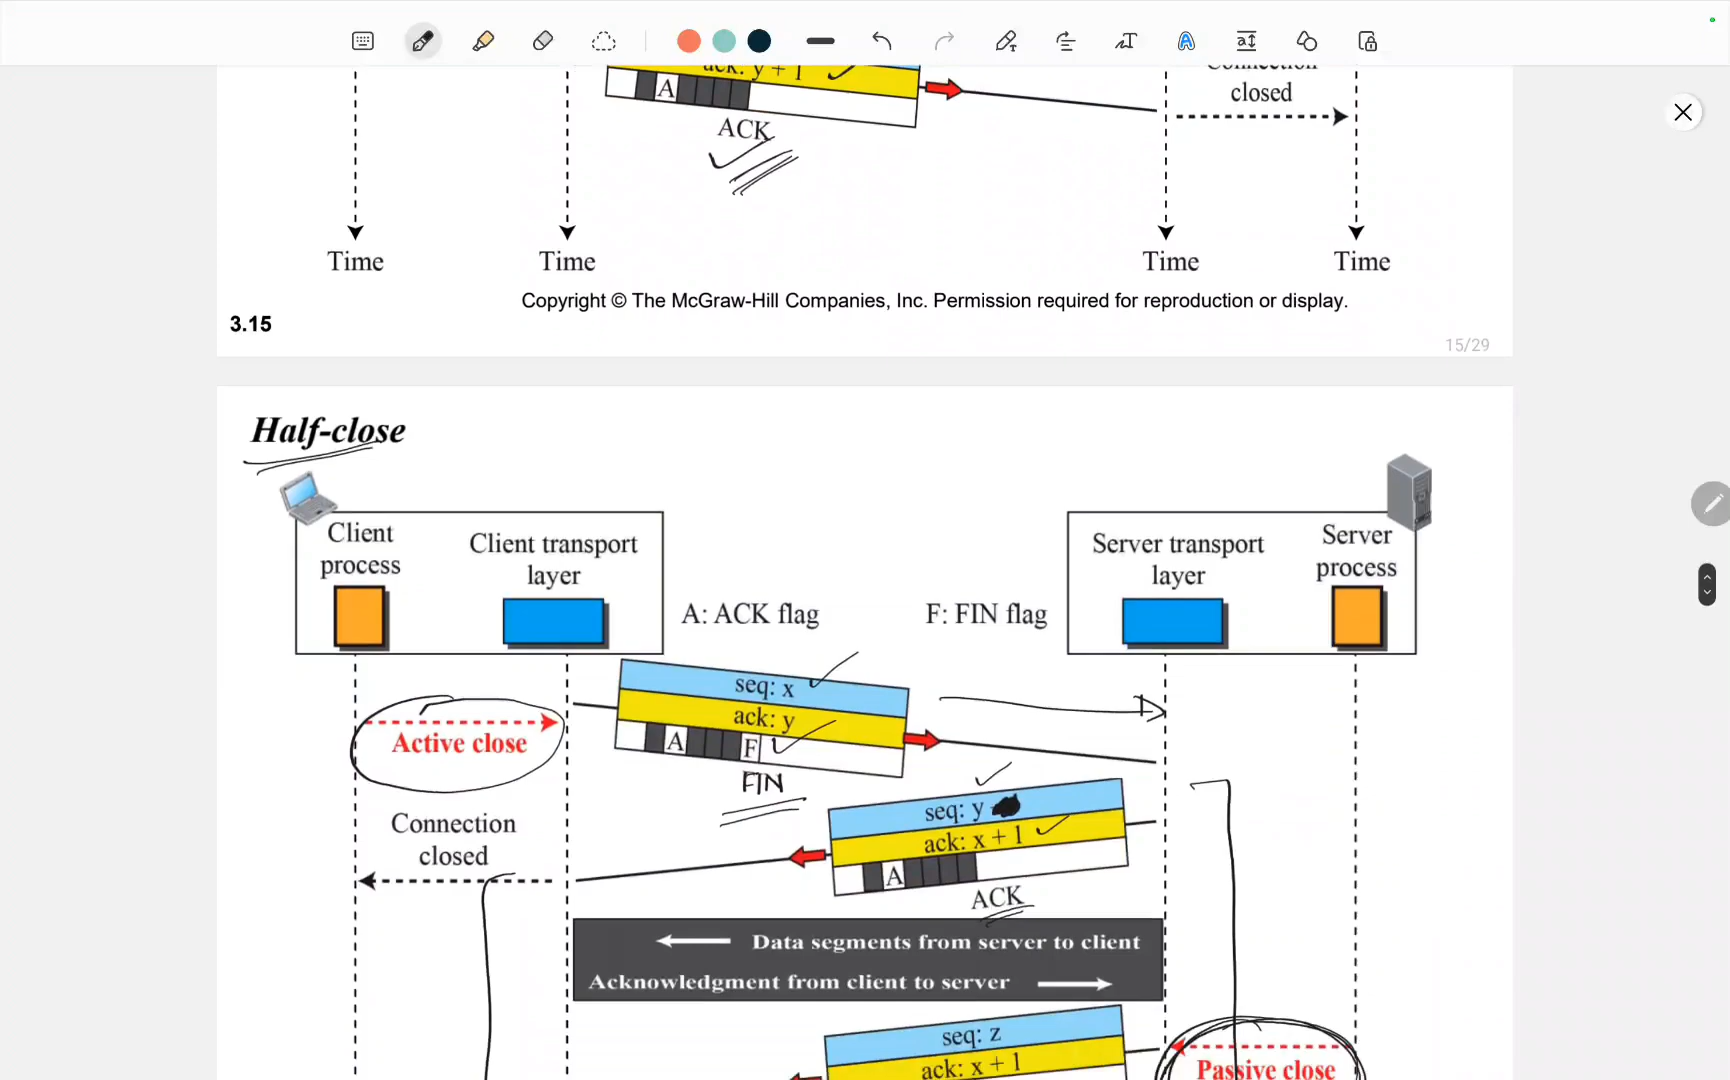 ack: y + 1
A
ACK
Connection
closed
Time
Time
Time
Time
Copyright © The McGraw-Hill Companies, Inc. Permission required for reproduction or display.
3.15
15/29
Half-close
Client
process
Client transport
layer
A: ACK flag
F: FIN flag
Server transport
layer
Server
process
seq: x
ack: y
A F
FIN
Active close
seq: y
ack: x + 1
A
ACK
Connection
closed
Data segments from server to client
Acknowledgment from client to server
seq: z
ack: x + 1
Passive close